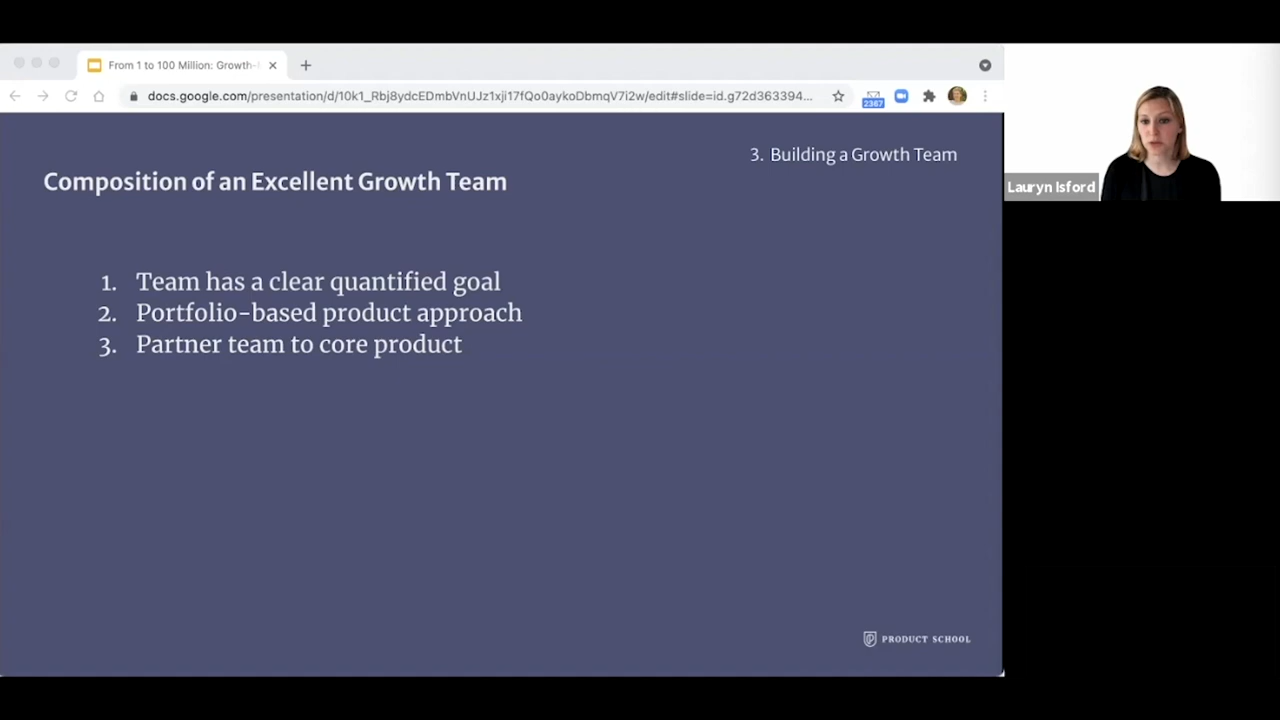 From 1 to 100 Million: Growth-
docs.google.com/presentation/d/10k1_Rbj8ydcEDmbVnUJz1xji17fQo0aykoDbmqV7i2w/edit#slide=id.g72d363394...
2367
3. Building a Growth Team
Composition of an Excellent Growth Team
1. Team has a clear quantified goal
2. Portfolio-based product approach
3. Partner team to core product
PRODUCT SCHOOL
Lauryn Isford